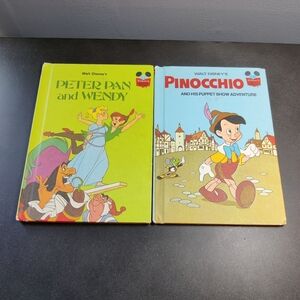 Walt Disney's
PETER PAN
and WENDY
WALT DISNEY'S
PINOCCHIO
AND HIS PUPPET SHOW ADVENTURE